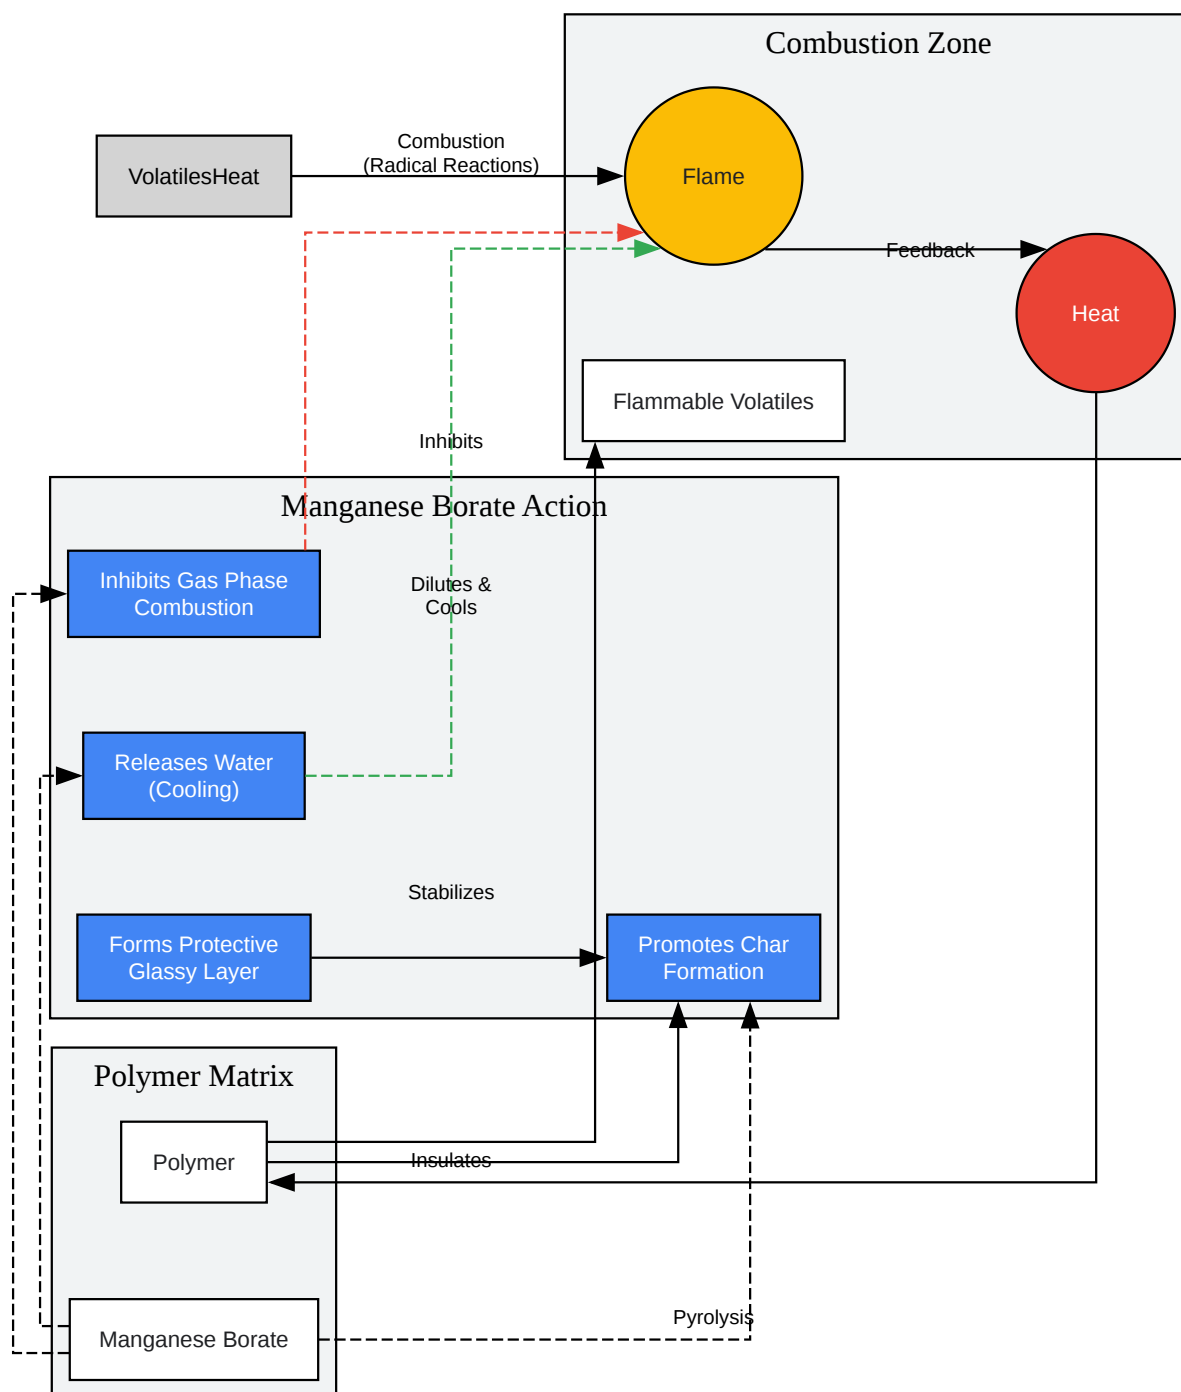 Combustion Zone
Combustion
(Radical Reactions)
VolatilesHeat
Flame
Feedback
Heat
Flammable Volatiles
Inhibits
Manganese Borate Action
Inhibits Gas Phase
Combustion
Dilutes &
Cools
Releases Water
(Cooling)
Stabilizes
Forms Protective
Glassy Layer
Promotes Char
Formation
Polymer Matrix
Polymer
Insulates
Pyrolysis
Manganese Borate